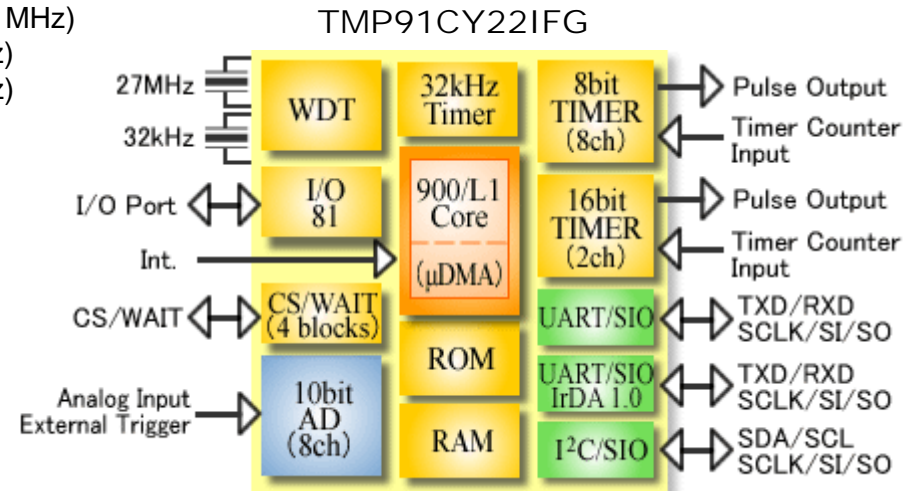 MHz)
z)
z)
TMP91CY22IFG
27MHz
32kHz
I/O Port
Int.
CS/WAIT
Analog Input
External Trigger
WDT
I/O
81
CS/WAIT
(4 blocks)
10bit
AD
(8ch)
32kHz
Timer
900/L1
Core
(µDMA)
ROM
RAM
8bit
TIMER
(8ch)
16bit
TIMER
(2ch)
UART/SIO
UART/SIO
IrDA 1.0
I²C/SIO
Pulse Output
Timer Counter
Input
Pulse Output
Timer Counter
Input
TXD/RXD
SCLK/SI/SO
TXD/RXD
SCLK/SI/SO
SDA/SCL
SCLK/SI/SO